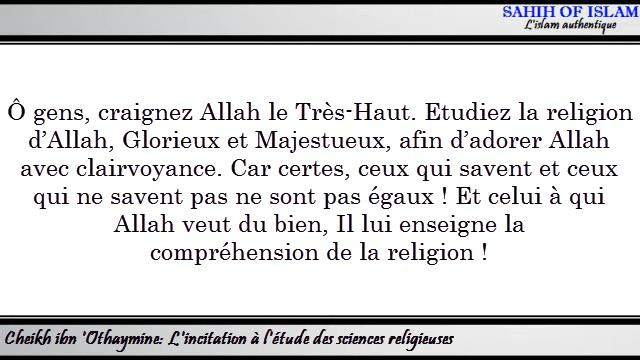 SAHIH OF ISLAM
L'islam authentique
Ô gens, craignez Allah le Très-Haut. Etudiez la religion
d’Allah, Glorieux et Majestueux, afin d’adorer Allah
avec clairvoyance. Car certes, ceux qui savent et ceux
qui ne savent pas ne sont pas égaux ! Et celui à qui
Allah veut du bien, Il lui enseigne la
compréhension de la religion !
Cheikh ibn 'Othaymine: L'incitation à l'étude des sciences religieuses